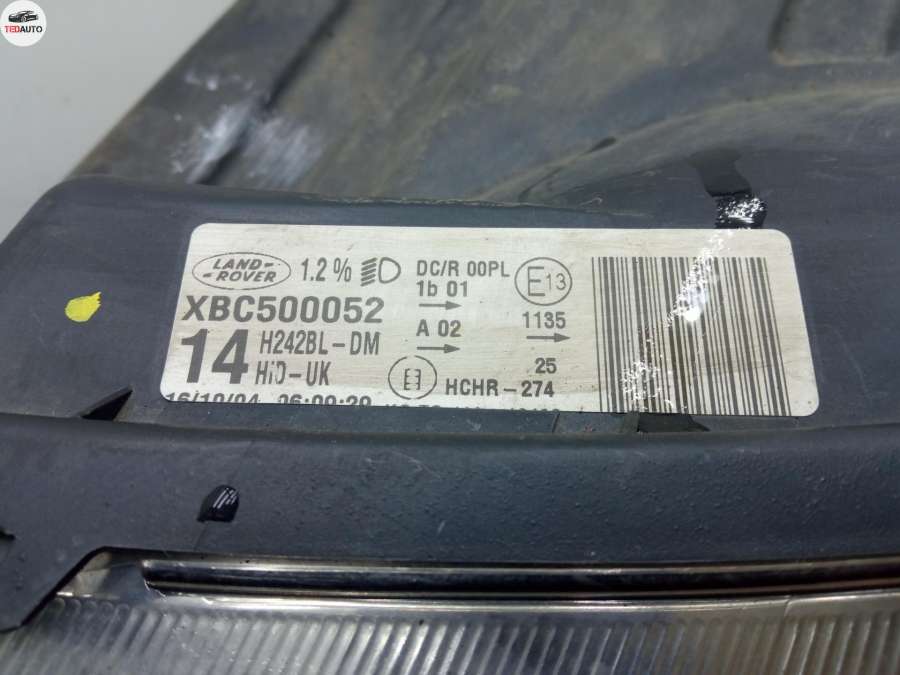 TEDAUTO
LAND-
-ROVER
1.2%
XBC500052
14
H242BL-DM
HID-UK
DC/R 00PL
1b 01
A 02
E13
1135
25
HCHR-274